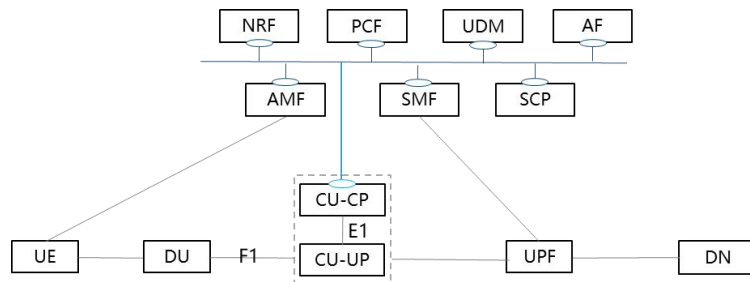 NRF PCF UDM AF
AMF SMF SCP
CU-CP
E1
UE DU F1 CU-UP UPF DN